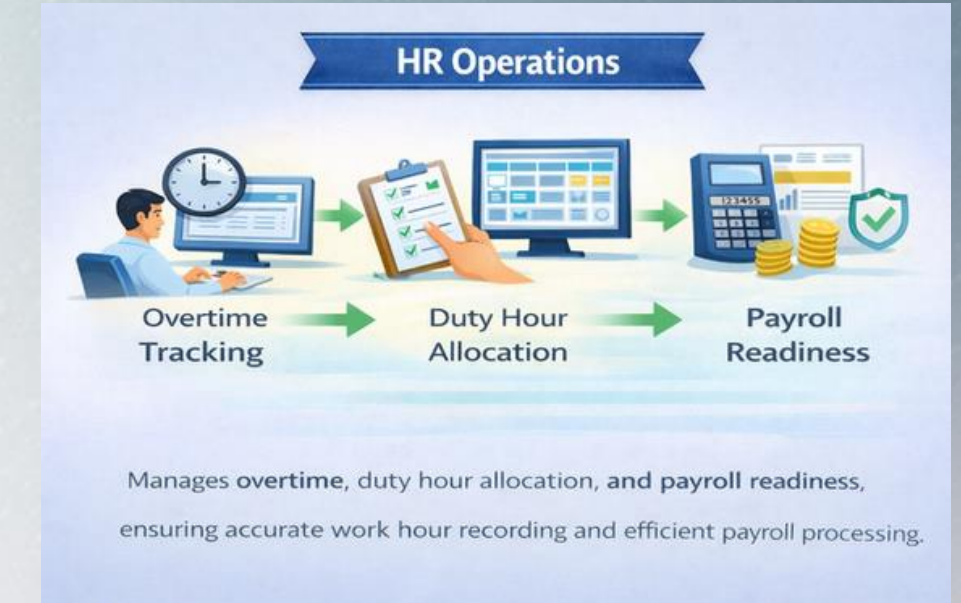 HR Operations
123455
Overtime
Tracking
Duty Hour
Allocation
Payroll
Readiness
Manages overtime, duty hour allocation, and payroll readiness,
ensuring accurate work hour recording and efficient payroll processing.